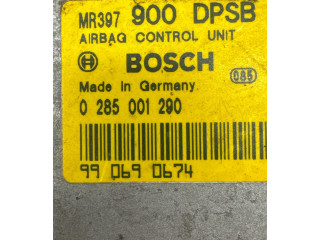 MR397 900 DPSB
AIRBAG CONTROL UNIT
BOSCH 085
Made in Germany
0 285 001 290
99 069 0674